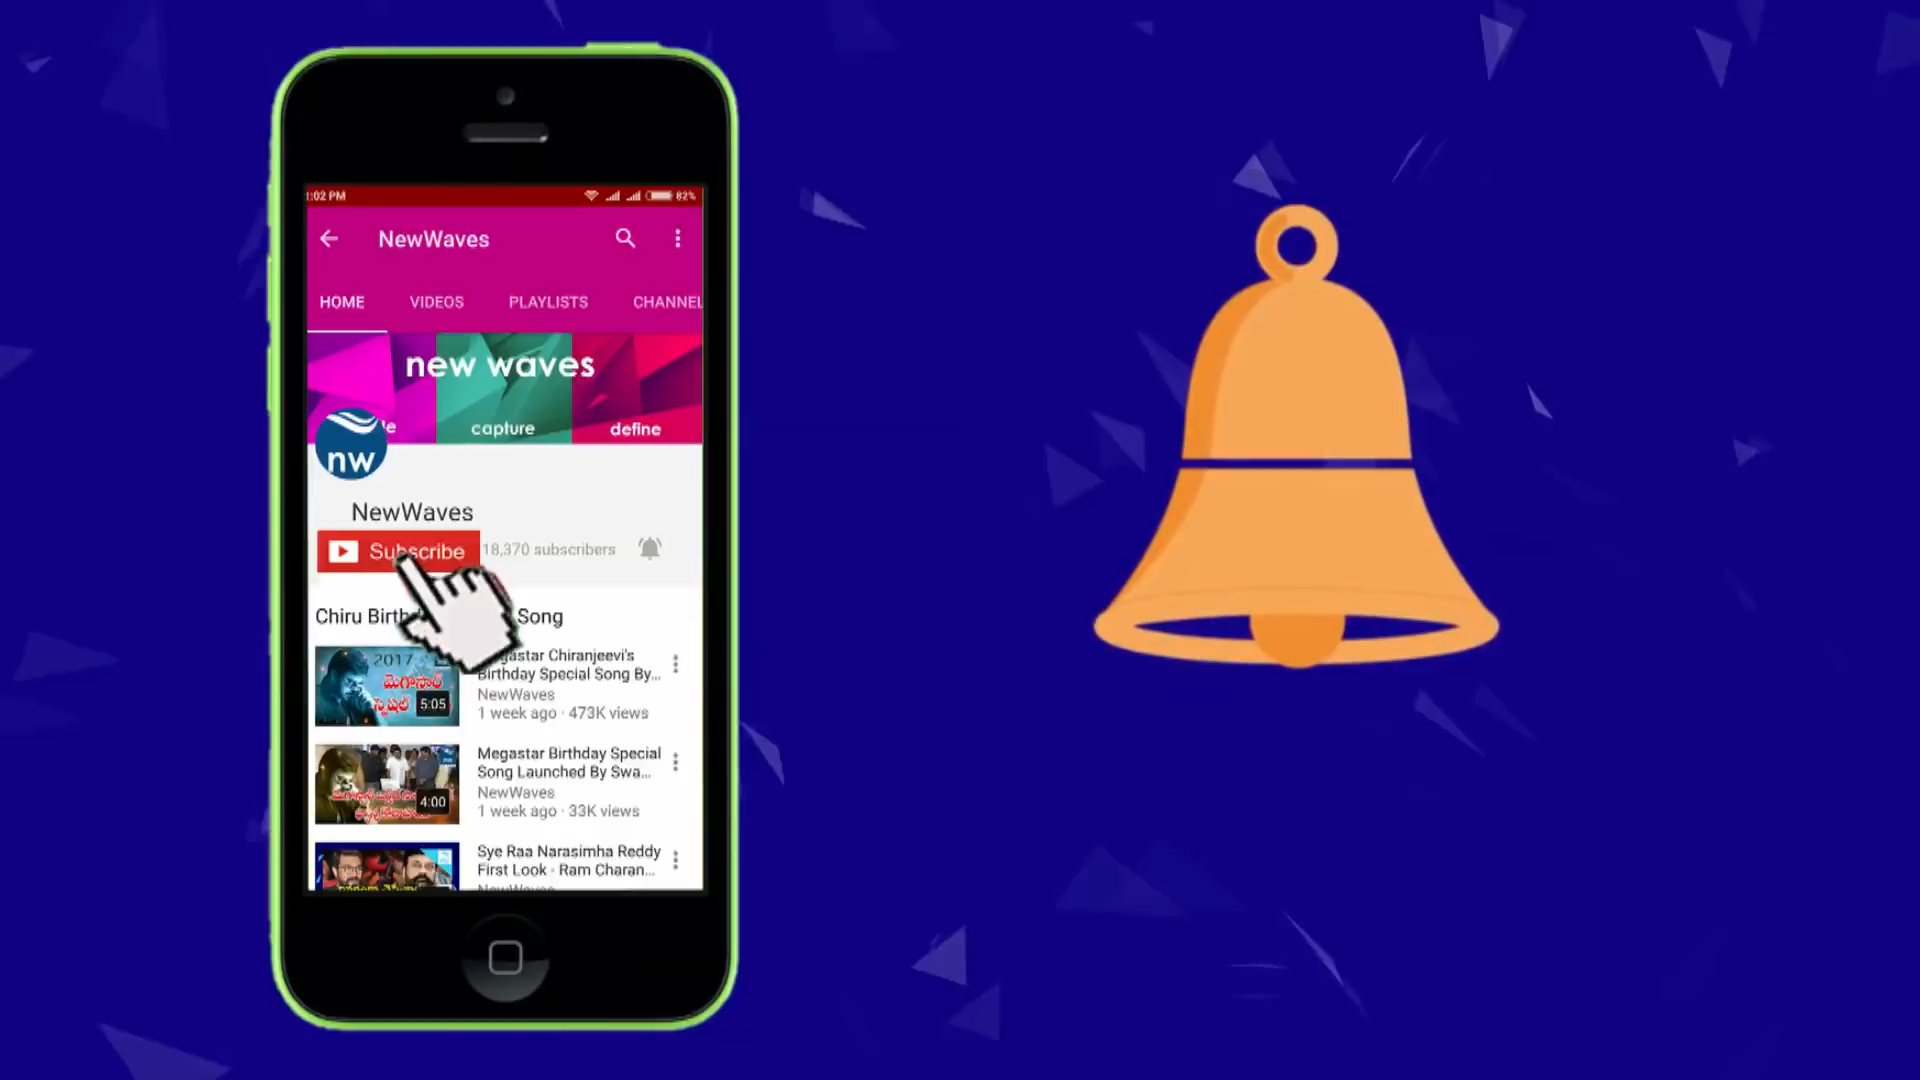 1:02 PM
82%
NewWaves
HOME
VIDEOS
PLAYLISTS
CHANNEL
new waves
capture
define
nw
NewWaves
Subscribe
18,370 subscribers
Chiru Song
2017
మెగాస్టార్
స్పెషల్
5:05
Chiranjeevi's
Birthday Special Song By...
NewWaves
1 week ago · 473K views
4:00
Megastar Birthday Special
Song Launched By Swa...
NewWaves
1 week ago · 33K views
Sye Raa Narasimha Reddy
First Look - Ram Charan...
NewWaves